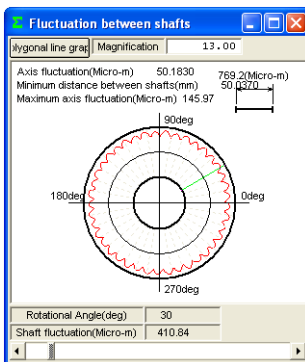 Σ Fluctuation between shafts
olygonal line grap Magnification 13.00
Axis fluctuation(Micro-m) 50.1830
769.2(Micro-m)
Minimum distance between shafts(mm) 50.0370
Maximum axis fluctuation(Micro-m) 145.97
90deg
180deg
0deg
270deg
Rotational Angle(deg) 30
Shaft fluctuation(Micro-m) 410.84